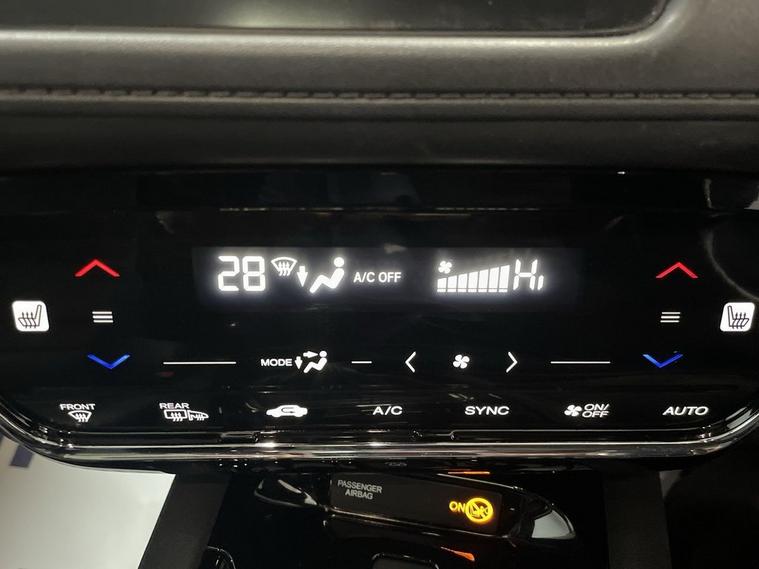 28 A/C OFF Hi
MODE
FRONT REAR A/C SYNC ON/OFF AUTO
PASSENGER
AIRBAG
ON